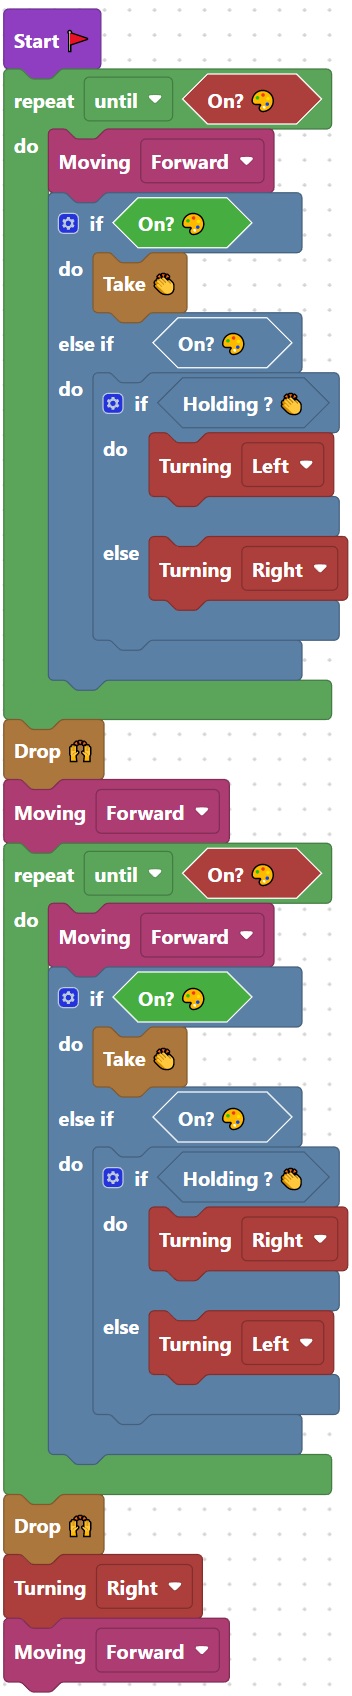 Start
repeat until On?
do
Moving Forward
if On?
do Take
else if On?
do if Holding ?
do Turning Left
else Turning Right
Drop
Moving Forward
repeat until On?
do
Moving Forward
if On?
do Take
else if On?
do if Holding ?
do Turning Right
else Turning Left
Drop
Turning Right
Moving Forward